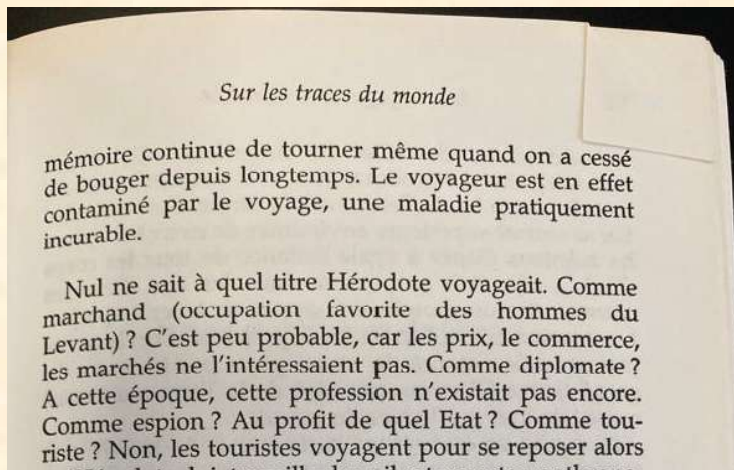 Sur les traces du monde
mémoire continue de tourner même quand on a cessé
de bouger depuis longtemps. Le voyageur est en effet
contaminé par le voyage, une maladie pratiquement
incurable.
Nul ne sait à quel titre Hérodote voyageait. Comme
marchand (occupation favorite des hommes du
Levant) ? C'est peu probable, car les prix, le commerce,
les marchés ne l'intéressaient pas. Comme diplomate ?
A cette époque, cette profession n'existait pas encore.
Comme espion ? Au profit de quel Etat ? Comme tou-
riste ? Non, les touristes voyagent pour se reposer alors